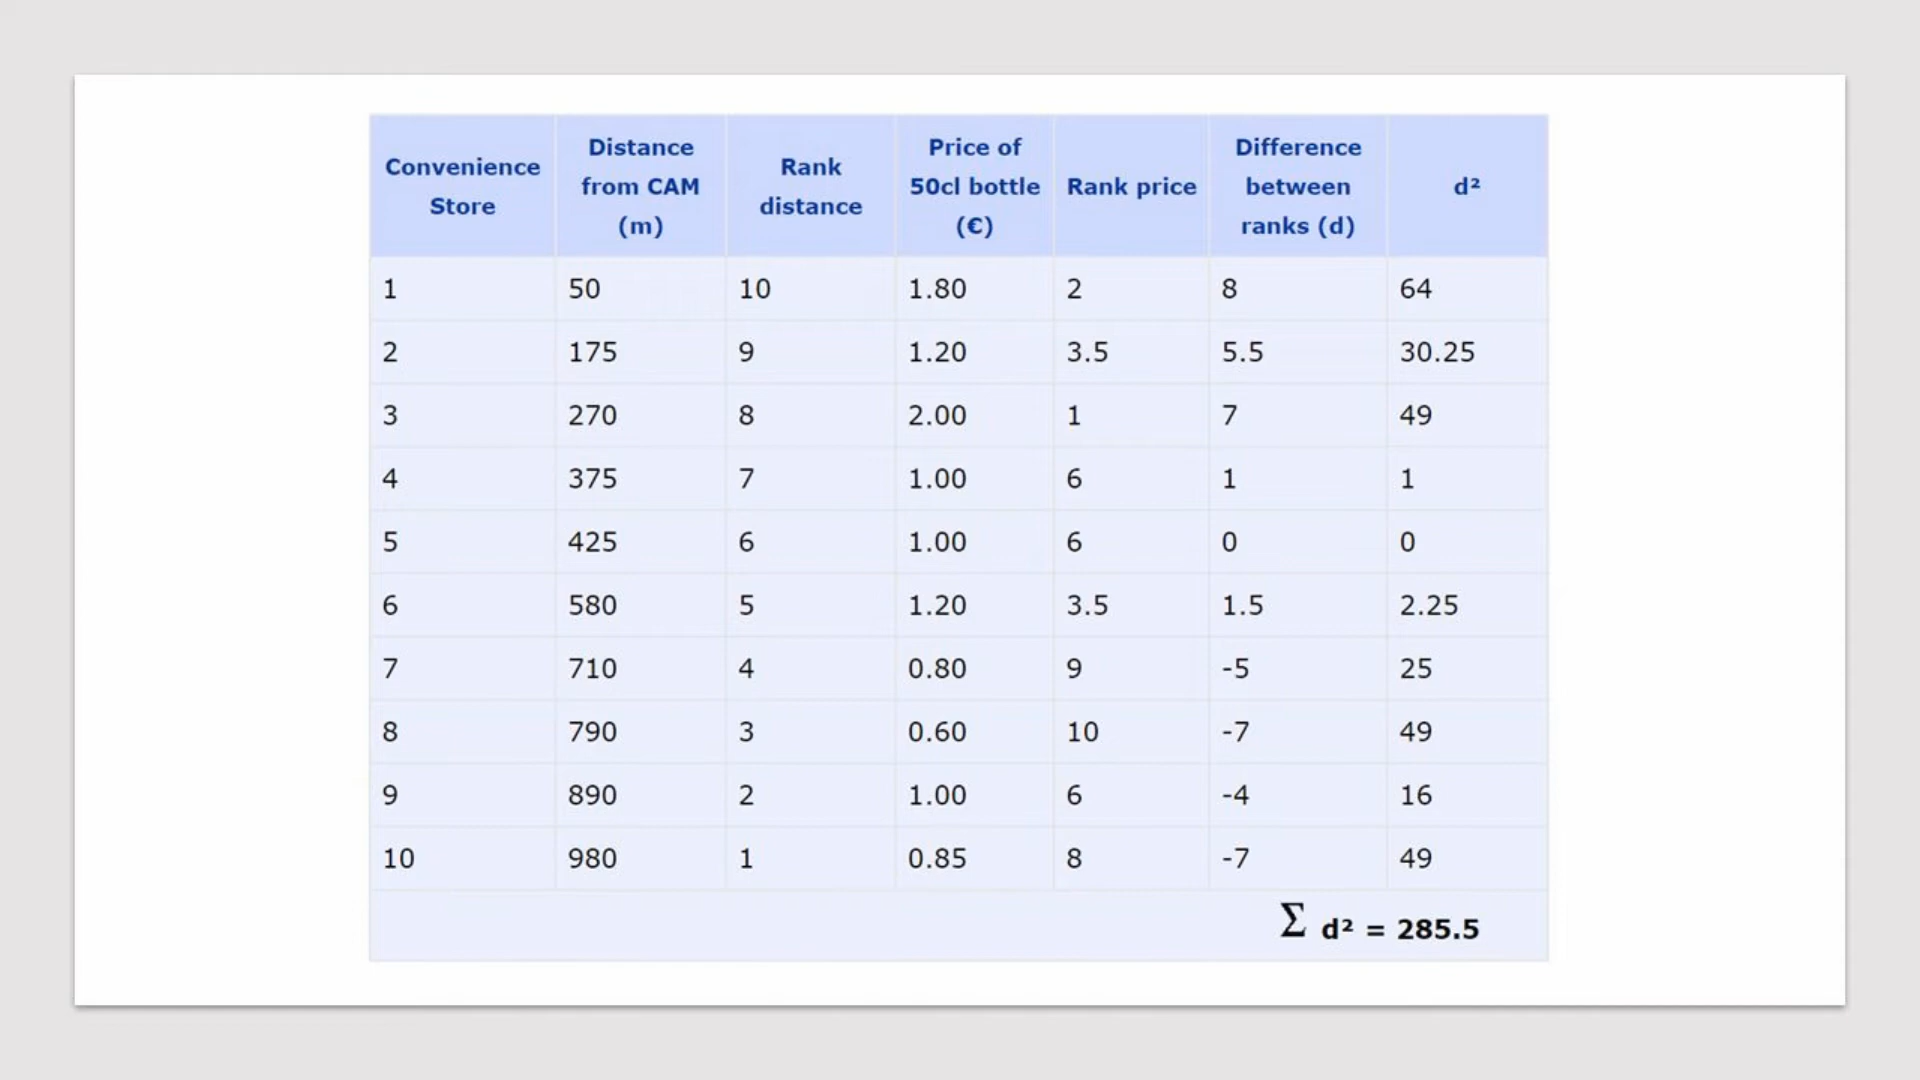 Convenience Store | Distance from CAM (m) | Rank distance | Price of 50cl bottle (€) | Rank price | Difference between ranks (d) | d²
1 | 50 | 10 | 1.80 | 2 | 8 | 64
2 | 175 | 9 | 1.20 | 3.5 | 5.5 | 30.25
3 | 270 | 8 | 2.00 | 1 | 7 | 49
4 | 375 | 7 | 1.00 | 6 | 1 | 1
5 | 425 | 6 | 1.00 | 6 | 0 | 0
6 | 580 | 5 | 1.20 | 3.5 | 1.5 | 2.25
7 | 710 | 4 | 0.80 | 9 | -5 | 25
8 | 790 | 3 | 0.60 | 10 | -7 | 49
9 | 890 | 2 | 1.00 | 6 | -4 | 16
10 | 980 | 1 | 0.85 | 8 | -7 | 49
Σ d² = 285.5